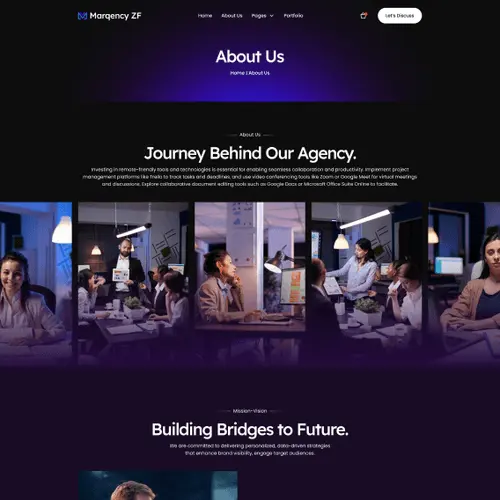 Marqency ZF
Home About Us Pages Portfolio
Let's Discuss
About Us
Home / About Us
About Us
Journey Behind Our Agency.
Investing in remote-friendly tools and technologies is essential for enabling seamless collaboration and productivity. Implement project
management platforms like Trello to track tasks and deadlines, and use video conferencing tools like Zoom or Google Meet for virtual meetings
and discussions. Explore collaborative document editing tools such as Google Docs or Microsoft Office Suite Online to facilitate.
Mission-Vision
Building Bridges to Future.
We are committed to delivering personalized, data-driven strategies
that enhance brand visibility, engage target audiences.